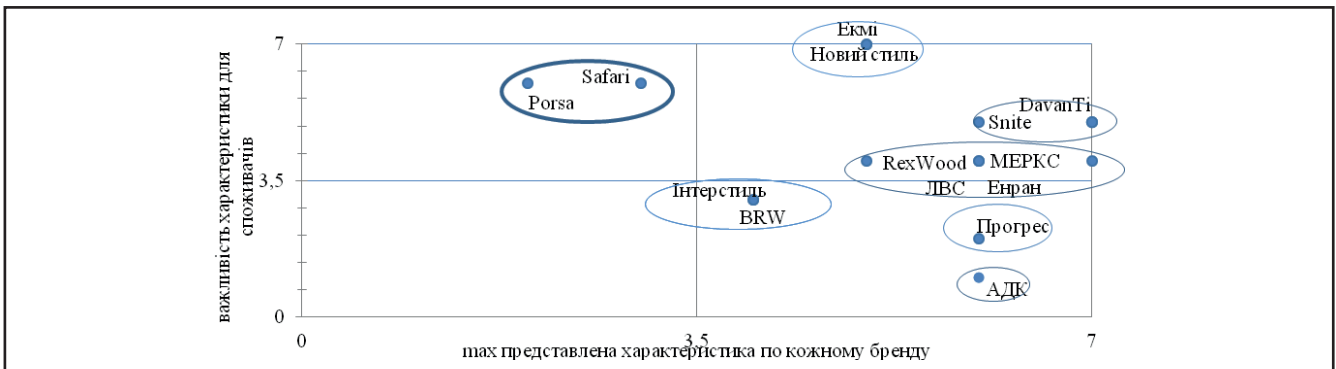 важливість характеристики для
споживачів
7
3,5
0
Екмі
Новий стиль
Safari
Porsa
DavanTi
Snite
RexWood
МЕРКС
ЛВС
Енран
Інтерстиль
BRW
Прогрес
АДК
0
3,5
7
max представлена характеристика по кожному бренду